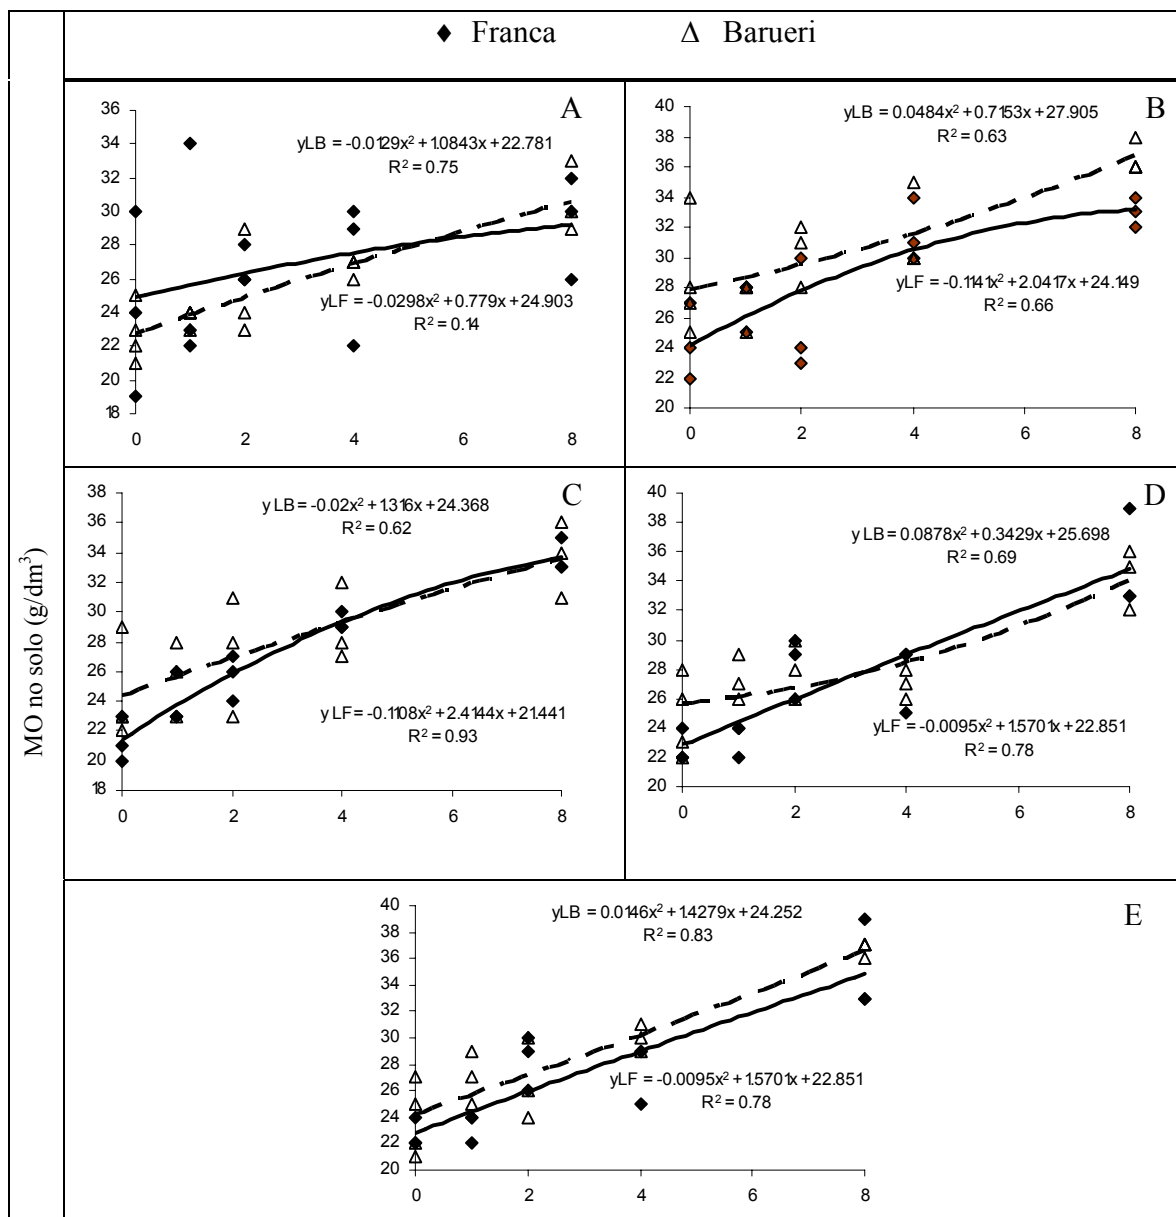 ◆ Franca Δ Barueri
MO no solo (g/dm³)
A
36
34
32
30
28
26
24
22
20
18
0 2 4 6 8
yLB = -0.0129x² + 1.0843x + 22.781
R² = 0.75
yLF = -0.0298x² + 0.779x + 24.903
R² = 0.14
B
40
38
36
34
32
30
28
26
24
22
20
0 2 4 6 8
yLB = 0.0484x² + 0.7153x + 27.905
R² = 0.63
yLF = -0.1141x² + 2.0417x + 24.149
R² = 0.66
C
38
36
34
32
30
28
26
24
22
20
18
0 2 4 6 8
y LB = -0.02x² + 1.316x + 24.368
R² = 0.62
y LF = -0.1108x² + 2.4144x + 21.441
R² = 0.93
D
40
38
36
34
32
30
28
26
24
22
20
0 2 4 6 8
y LB = 0.0878x² + 0.3429x + 25.698
R² = 0.69
yLF = -0.0095x² + 1.5701x + 22.851
R² = 0.78
E
40
38
36
34
32
30
28
26
24
22
20
0 2 4 6 8
yLB = 0.0146x² + 1.4279x + 24.252
R² = 0.83
yLF = -0.0095x² + 1.5701x + 22.851
R² = 0.78